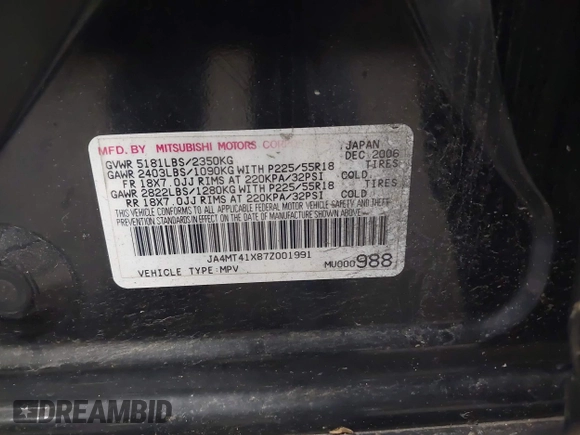 MFD. BY MITSUBISHI MOTORS CORP. JAPAN
GVWR 5181LBS/2350KG DEC 2006
GAWR 2403LBS/1090KG WITH P225/55R18 TIRES
FR 18X7.0JJ RIMS AT 220KPA/32PSI COLD
GAWR 2822LBS/1280KG WITH P225/55R18 TIRES
RR 18X7.0JJ RIMS AT 220KPA/32PSI COLD
THIS VEHICLE CONFORMS TO ALL APPLICABLE FEDERAL MOTOR
VEHICLE SAFETY AND THEFT PREVENTION STANDARDS IN EFFECT
ON THE DATE OF MANUFACTURE SHOWN ABOVE.
JA4MT41X87Z001991
VEHICLE TYPE:MPV MU000988
DREAMBID